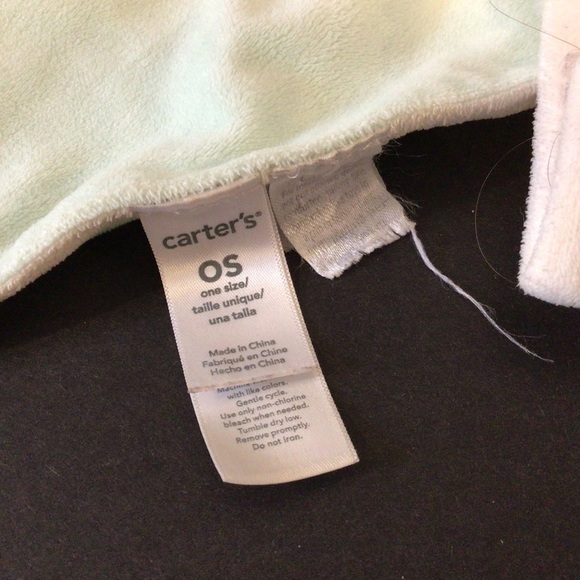 carter's®
OS
one size/
taille unique/
una talla
Made in China
Fabriqué en Chine
Hecho en China
Machine
with like colors.
Gentle cycle.
Use only non-chlorine
bleach when needed.
Tumble dry low.
Remove promptly.
Do not iron.